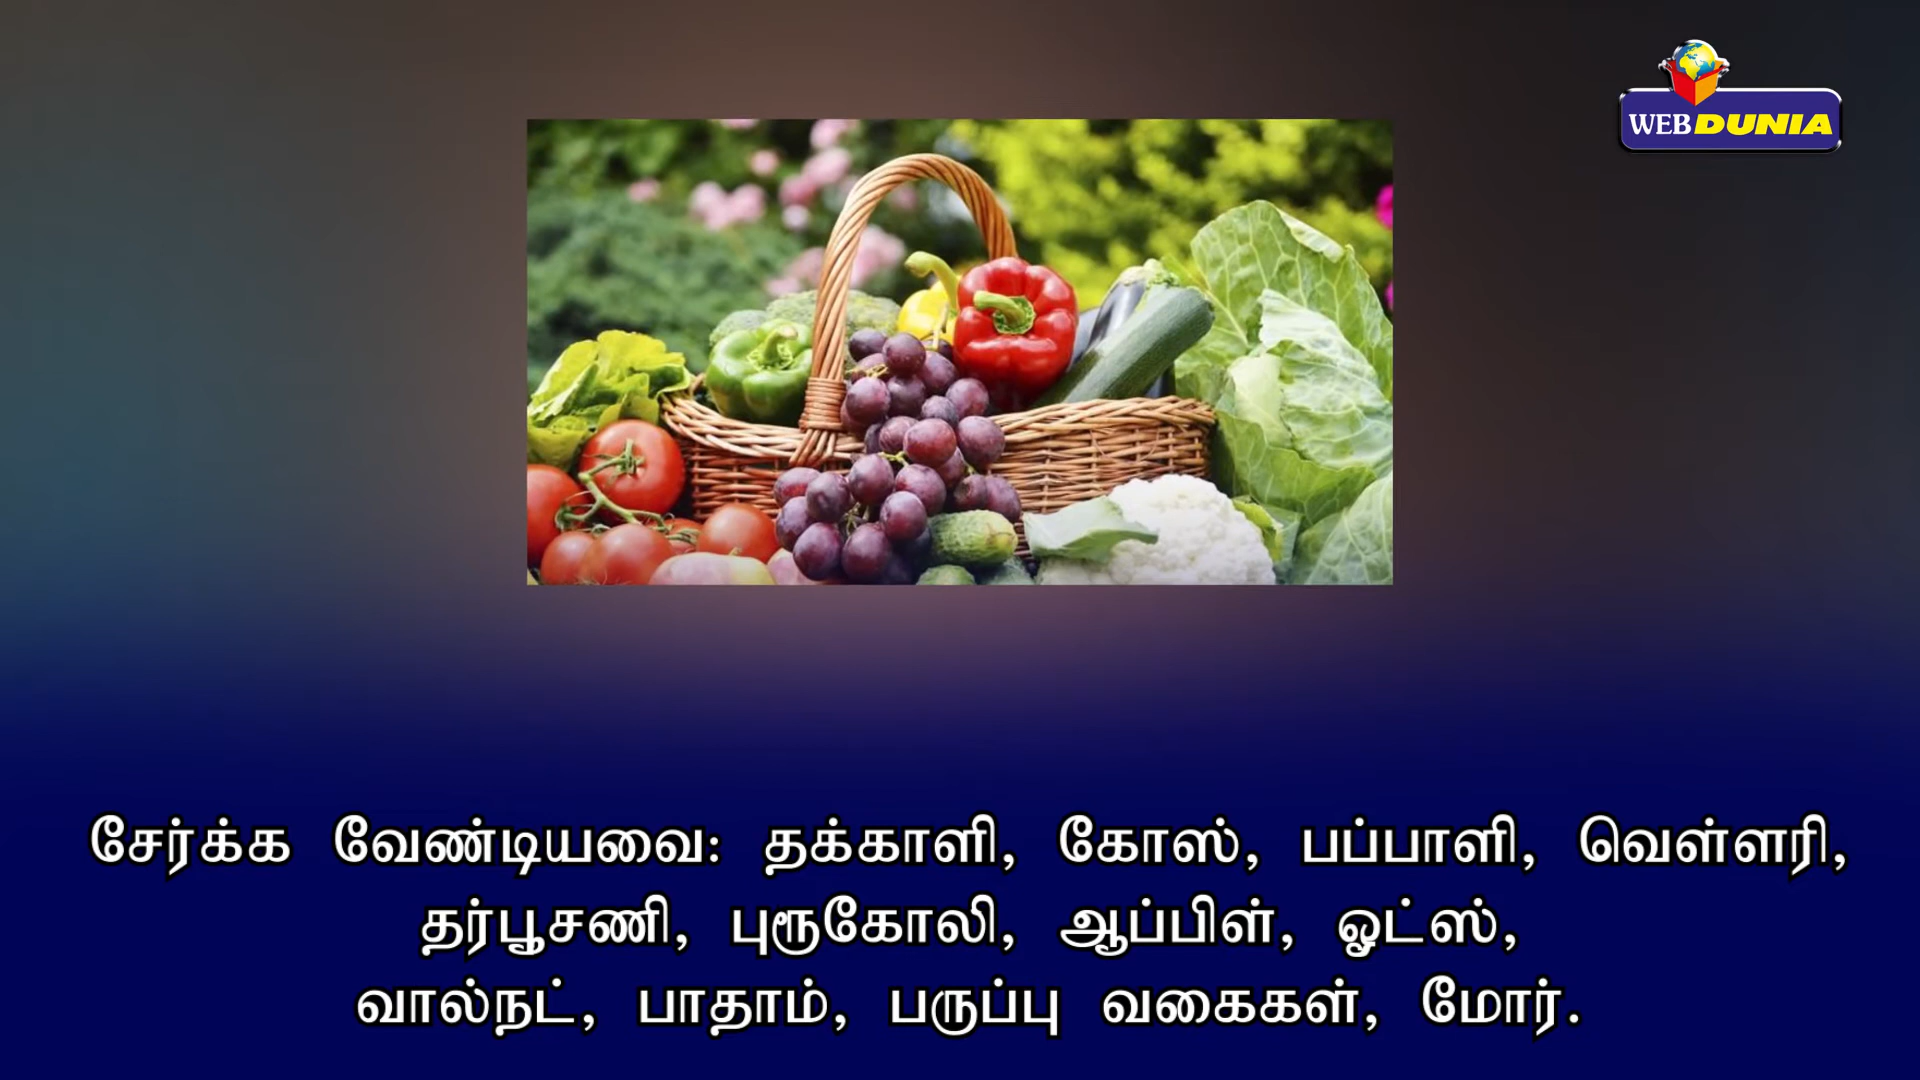 WEBDUNIA
சேர்க்க வேண்டியவை: தக்காளி, கோஸ், பப்பாளி, வெள்ளரி,
தர்பூசணி, புரூகோலி, ஆப்பிள், ஓட்ஸ்,
வால்நட், பாதாம், பருப்பு வகைகள், மோர்.